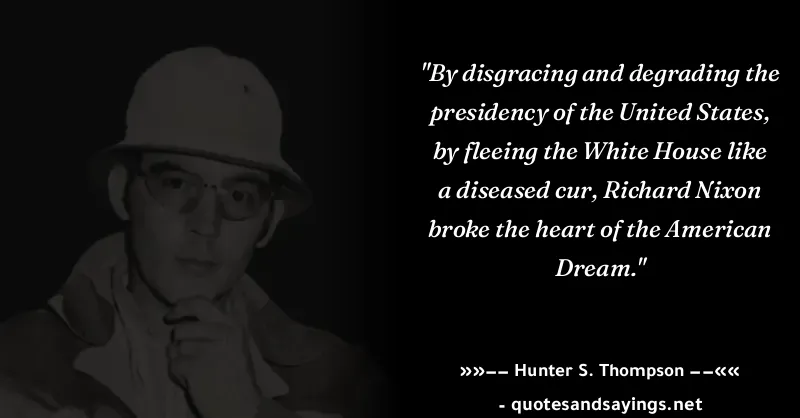 "By disgracing and degrading the
presidency of the United States,
by fleeing the White House like
a diseased cur, Richard Nixon
broke the heart of the American
Dream."
»»–– Hunter S. Thompson ––««
- quotesandsayings.net